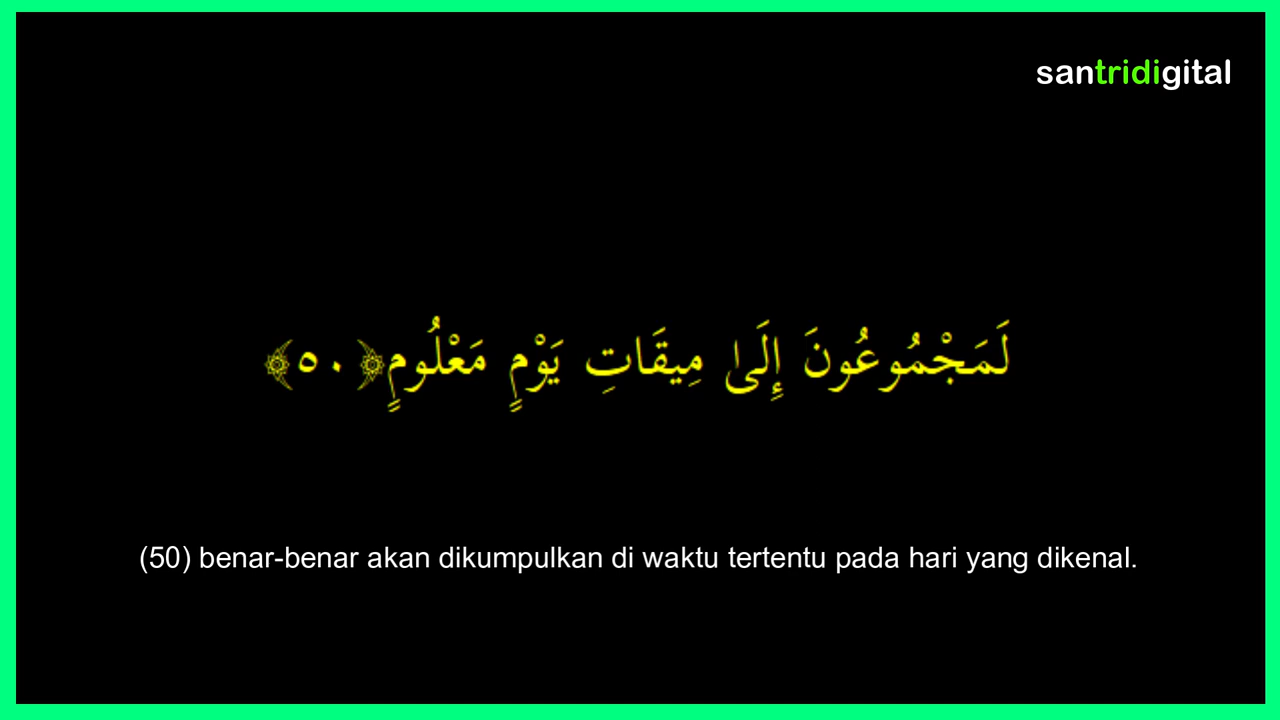 santridigital
لَمَجْمُوعُونَ إِلَىٰ مِيقَاتِ يَوْمٍ مَعْلُومٍ﴿٥٠﴾
(50) benar-benar akan dikumpulkan di waktu tertentu pada hari yang dikenal.